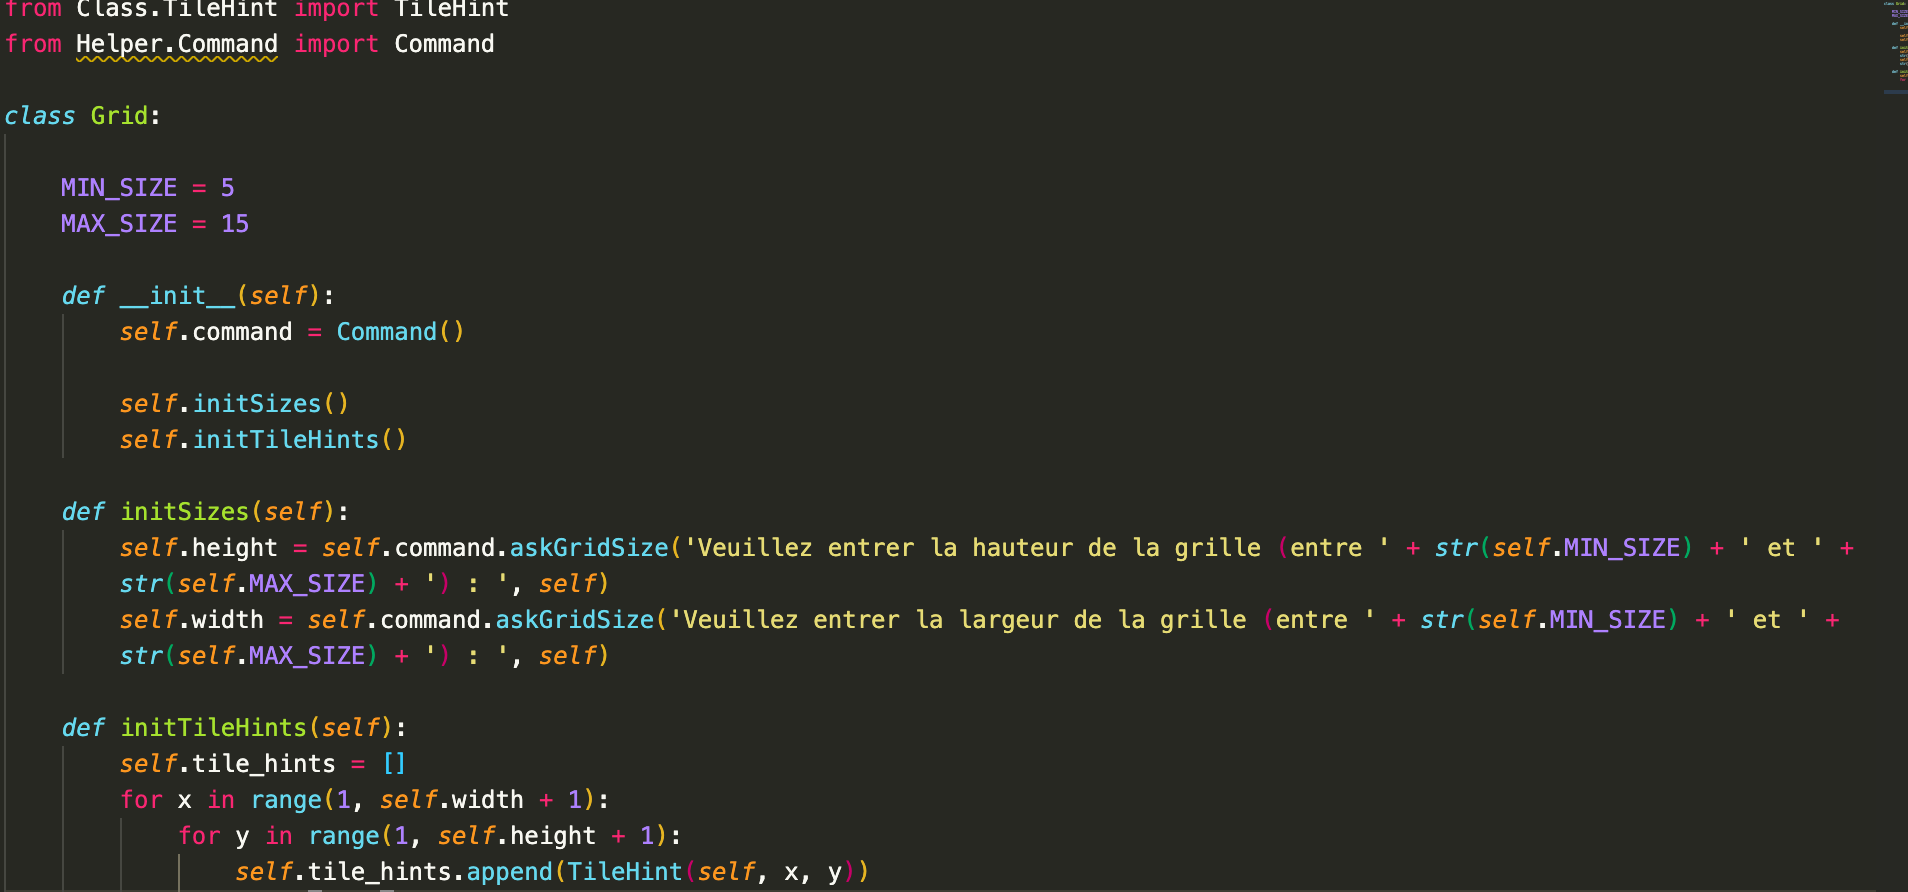 from Class.TileHint import TileHint
from Helper.Command import Command
class Grid:
MIN_SIZE = 5
MAX_SIZE = 15
def __init__(self):
self.command = Command()
self.initSizes()
self.initTileHints()
def initSizes(self):
self.height = self.command.askGridSize('Veuillez entrer la hauteur de la grille (entre ' + str(self.MIN_SIZE) + ' et ' +
str(self.MAX_SIZE) + ') : ', self)
self.width = self.command.askGridSize('Veuillez entrer la largeur de la grille (entre ' + str(self.MIN_SIZE) + ' et ' +
str(self.MAX_SIZE) + ') : ', self)
def initTileHints(self):
self.tile_hints = []
for x in range(1, self.width + 1):
for y in range(1, self.height + 1):
self.tile_hints.append(TileHint(self, x, y))